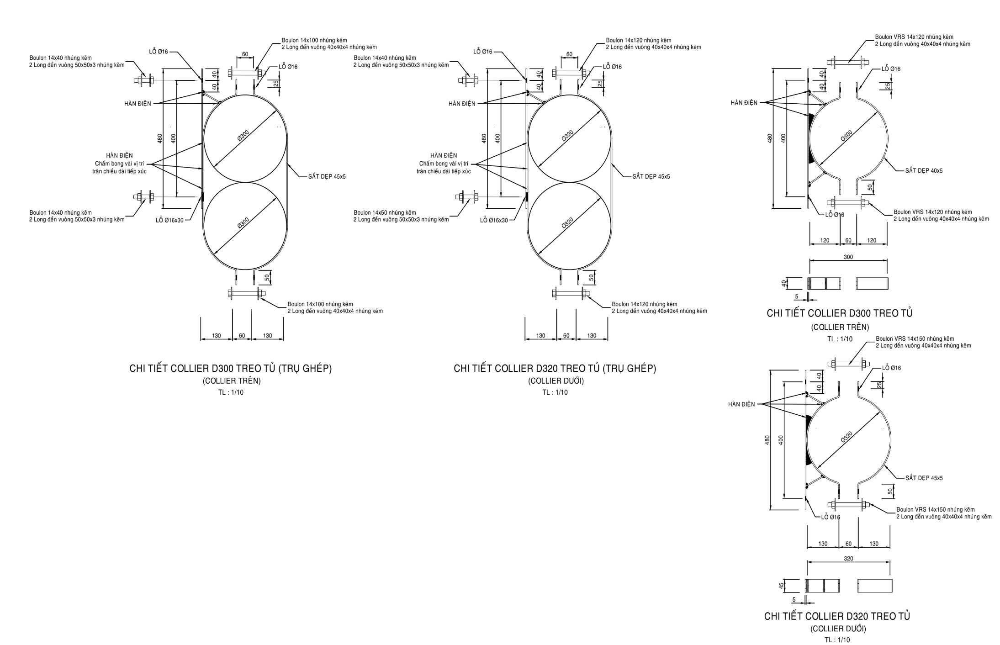 Boulon 14x100 nhúng kẽm
2 Long đền vuông 40x40x4 nhúng kẽm
LỖ Ø16
Boulon 14x40 nhúng kẽm
2 Long đền vuông 50x50x3 nhúng kẽm
60
LỖ Ø16
40
40
25
HÀN ĐIỆN
480
400
Ø300
HÀN ĐIỆN
Chấm bong vài vị trí
trân chiều dài tiếp xúc
SẮT DẸP 45x5
Boulon 14x40 nhúng kẽm
2 Long đền vuông 50x50x3 nhúng kẽm
LỖ Ø16x30
Ø300
50
Boulon 14x100 nhúng kẽm
2 Long đền vuông 40x40x4 nhúng kẽm
130
60
130
CHI TIẾT COLLIER D300 TREO TỦ (TRỤ GHÉP)
(COLLIER TRÊN)
TL : 1/10
Boulon 14x120 nhúng kẽm
2 Long đền vuông 40x40x4 nhúng kẽm
LỖ Ø16
Boulon 14x40 nhúng kẽm
2 Long đền vuông 50x50x3 nhúng kẽm
60
LỖ Ø16
40
40
25
HÀN ĐIỆN
480
400
Ø320
HÀN ĐIỆN
Chấm bong vài vị trí
trân chiều dài tiếp xúc
SẮT DẸP 45x5
Boulon 14x50 nhúng kẽm
2 Long đền vuông 50x50x3 nhúng kẽm
LỖ Ø16x30
Ø320
50
Boulon 14x120 nhúng kẽm
2 Long đền vuông 40x40x4 nhúng kẽm
130
60
130
CHI TIẾT COLLIER D320 TREO TỦ (TRỤ GHÉP)
(COLLIER DƯỚI)
TL : 1/10
Boulon VRS 14x120 nhúng kẽm
2 Long đền vuông 40x40x4 nhúng kẽm
LỖ Ø16
40
40
25
HÀN ĐIỆN
480
400
Ø300
SẮT DẸP 40x5
50
LỖ Ø16
Boulon VRS 14x120 nhúng kẽm
2 Long đền vuông 40x40x4 nhúng kẽm
120
60
120
300
40
5
CHI TIẾT COLLIER D300 TREO TỦ
(COLLIER TRÊN)
TL : 1/10
Boulon VRS 14x150 nhúng kẽm
2 Long đền vuông 40x40x4 nhúng kẽm
LỖ Ø16
40
40
25
HÀN ĐIỆN
480
400
Ø320
SẮT DẸP 45x5
50
Boulon VRS 14x150 nhúng kẽm
2 Long đền vuông 40x40x4 nhúng kẽm
LỖ Ø16
130
60
130
320
45
5
CHI TIẾT COLLIER D320 TREO TỦ
(COLLIER DƯỚI)
TL : 1/10